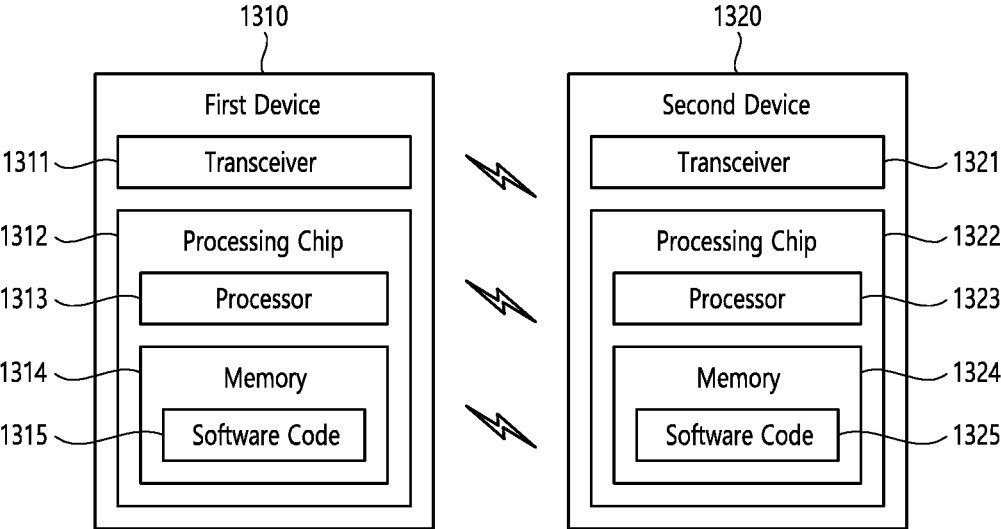 1310
1320
First Device
Second Device
1311
Transceiver
Transceiver
1321
1312
Processing Chip
Processing Chip
1322
1313
Processor
Processor
1323
1314
Memory
Memory
1324
1315
Software Code
Software Code
1325